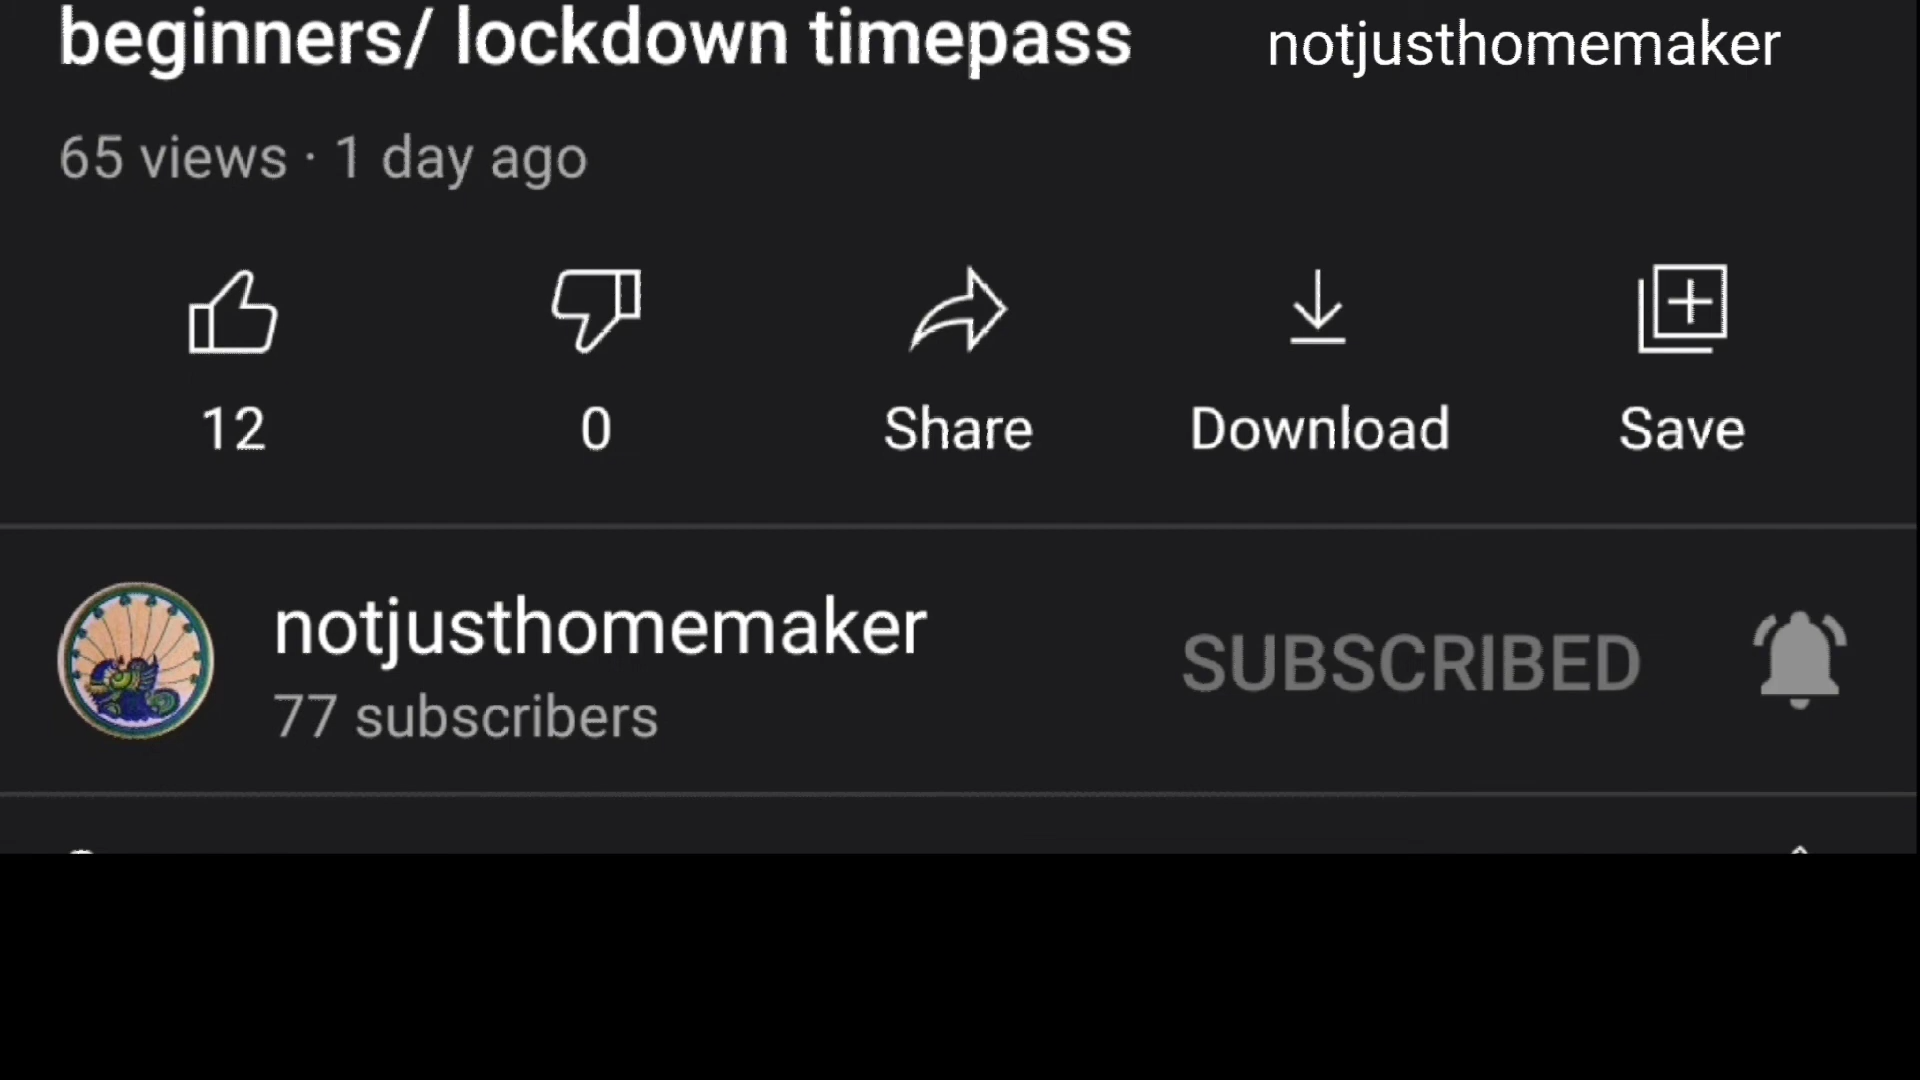 beginners/ lockdown timepass
notjusthomemaker
65 views · 1 day ago
12
0
Share
Download
Save
notjusthomemaker
77 subscribers
SUBSCRIBED